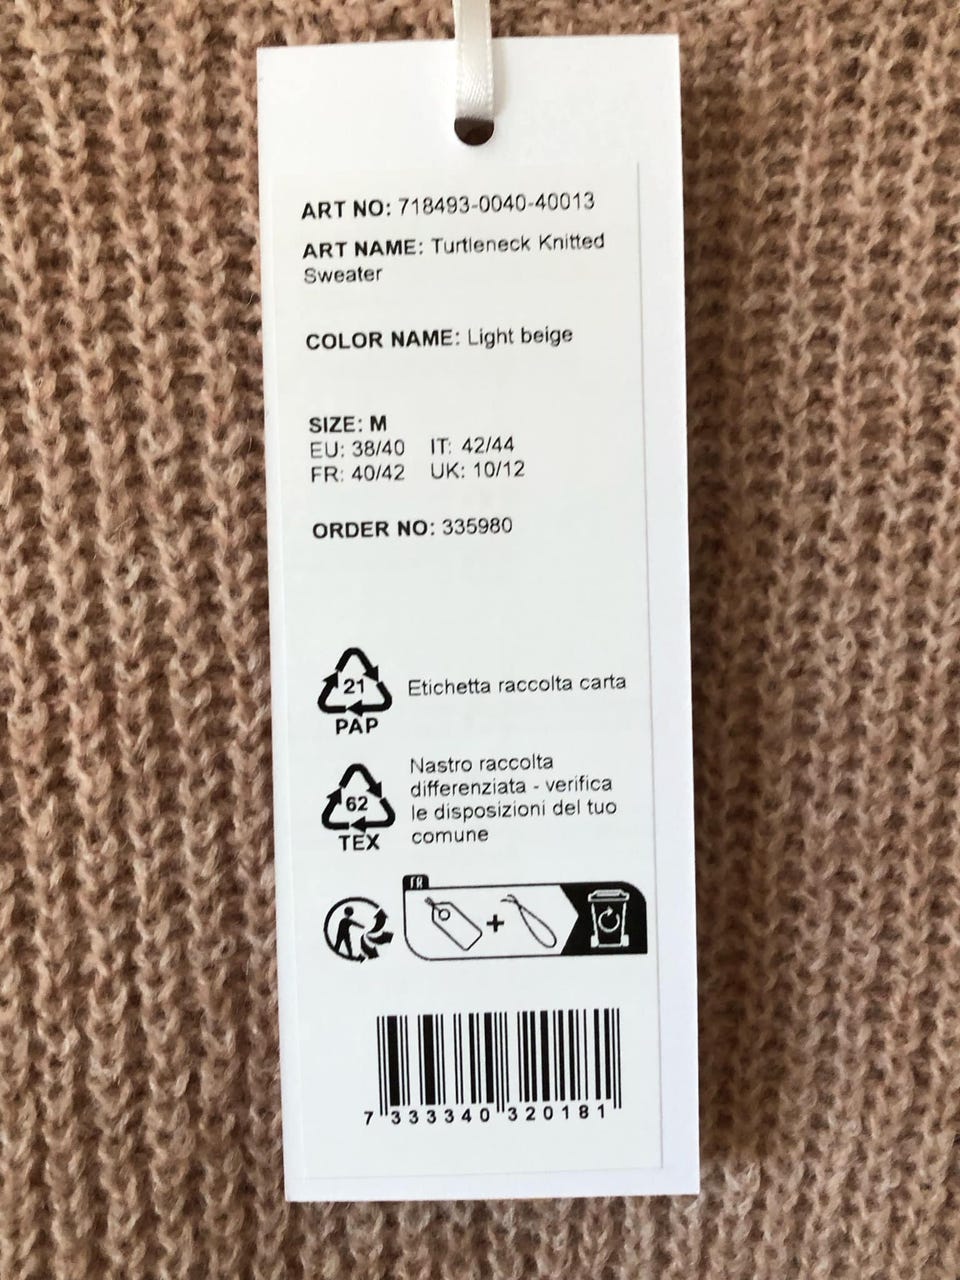 ART NO: 718493-0040-40013
ART NAME: Turtleneck Knitted
Sweater
COLOR NAME: Light beige
SIZE: M
EU: 38/40 IT: 42/44
FR: 40/42 UK: 10/12
ORDER NO: 335980
21
PAP
Etichetta raccolta carta
62
TEX
Nastro raccolta
differenziata - verifica
le disposizioni del tuo
comune
FR
+
7 333340 320181